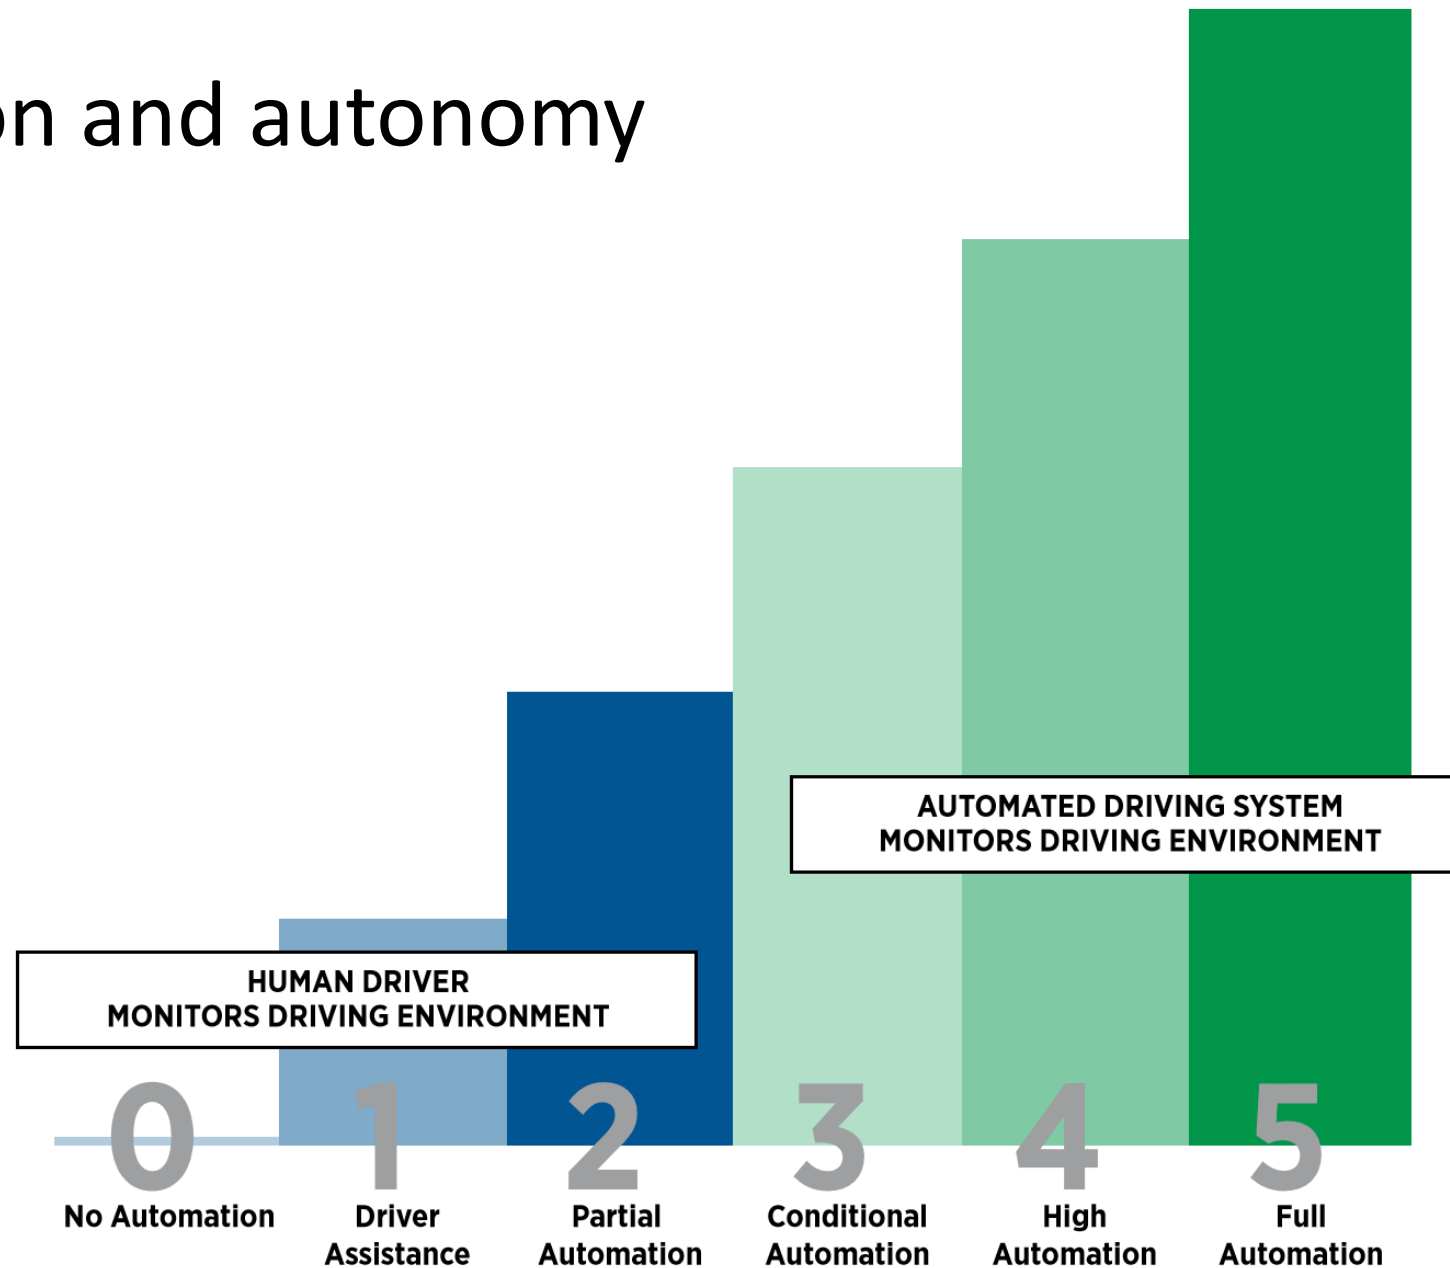 on and autonomy
AUTOMATED DRIVING SYSTEM
MONITORS DRIVING ENVIRONMENT
HUMAN DRIVER
MONITORS DRIVING ENVIRONMENT
0 1 2 3 4 5
No Automation Driver Partial Conditional High Full
Assistance Automation Automation Automation Automation